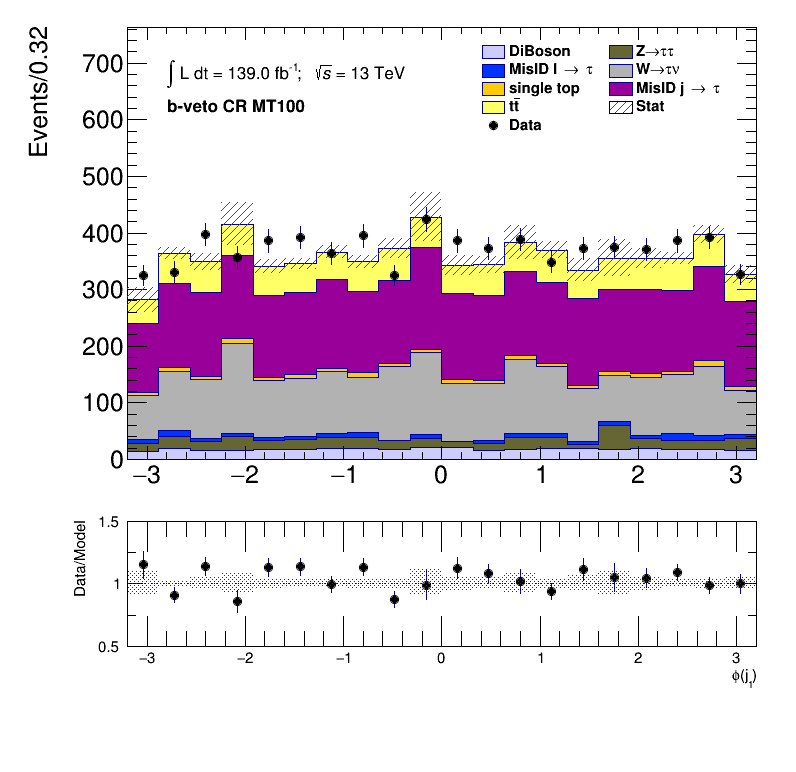 Events/0.32
700
600
500
400
300
200
100
0
∫ L dt = 139.0 fb⁻¹; √s = 13 TeV
b-veto CR MT100
DiBoson
MisID l → τ
single top
tt̄
Data
Z→ττ
W→τν
MisID j → τ
Stat
−3 −2 −1 0 1 2 3
Data/Model
1.5
1
0.5
−3 −2 −1 0 1 2 3
ϕ(j₁)